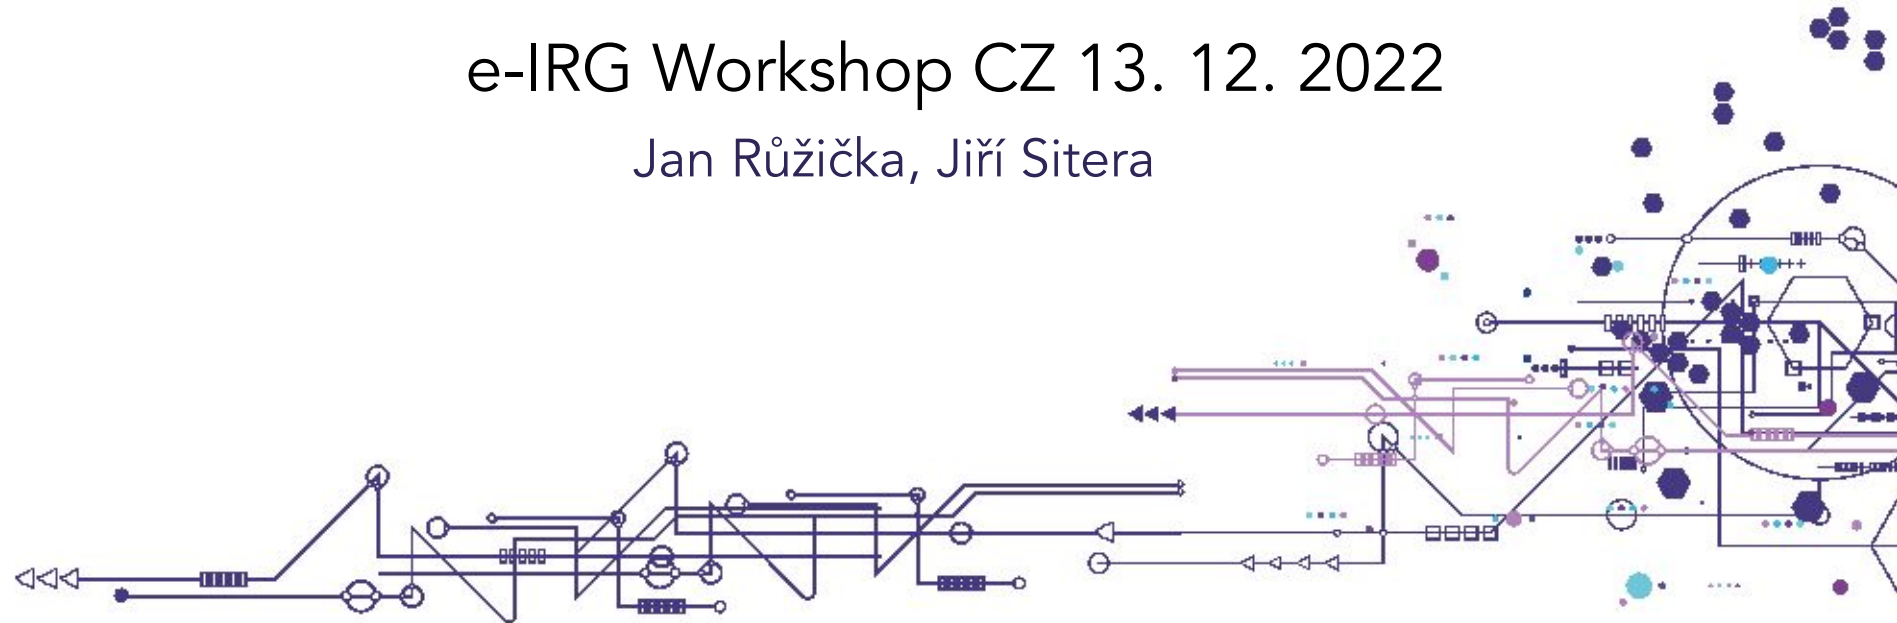 e-IRG Workshop CZ 13. 12. 2022
Jan Růžička, Jiří Sitera